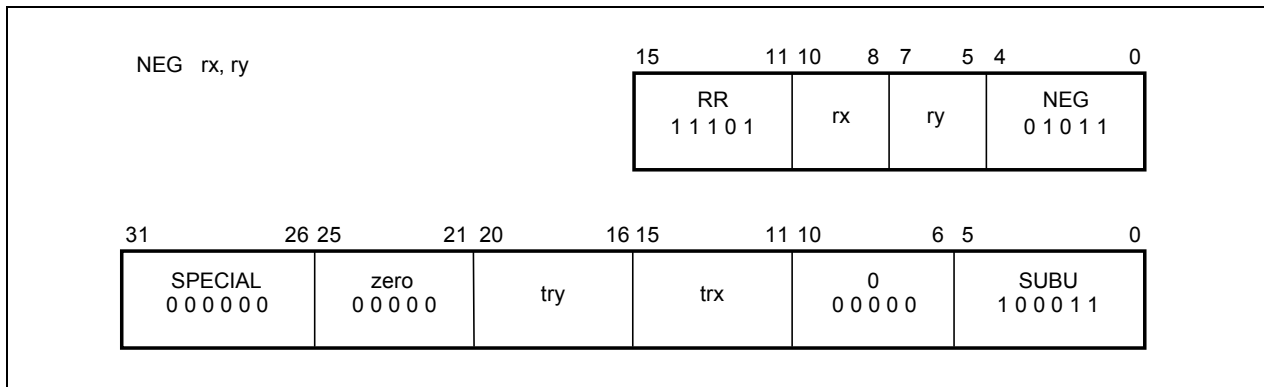 NEG rx, ry
15 11 10 8 7 5 4 0
RR rx ry NEG
1 1 1 0 1 0 1 0 1 1
31 26 25 21 20 16 15 11 10 6 5 0
SPECIAL zero try trx 0 SUBU
0 0 0 0 0 0 0 0 0 0 0 0 0 0 0 0 1 0 0 0 1 1